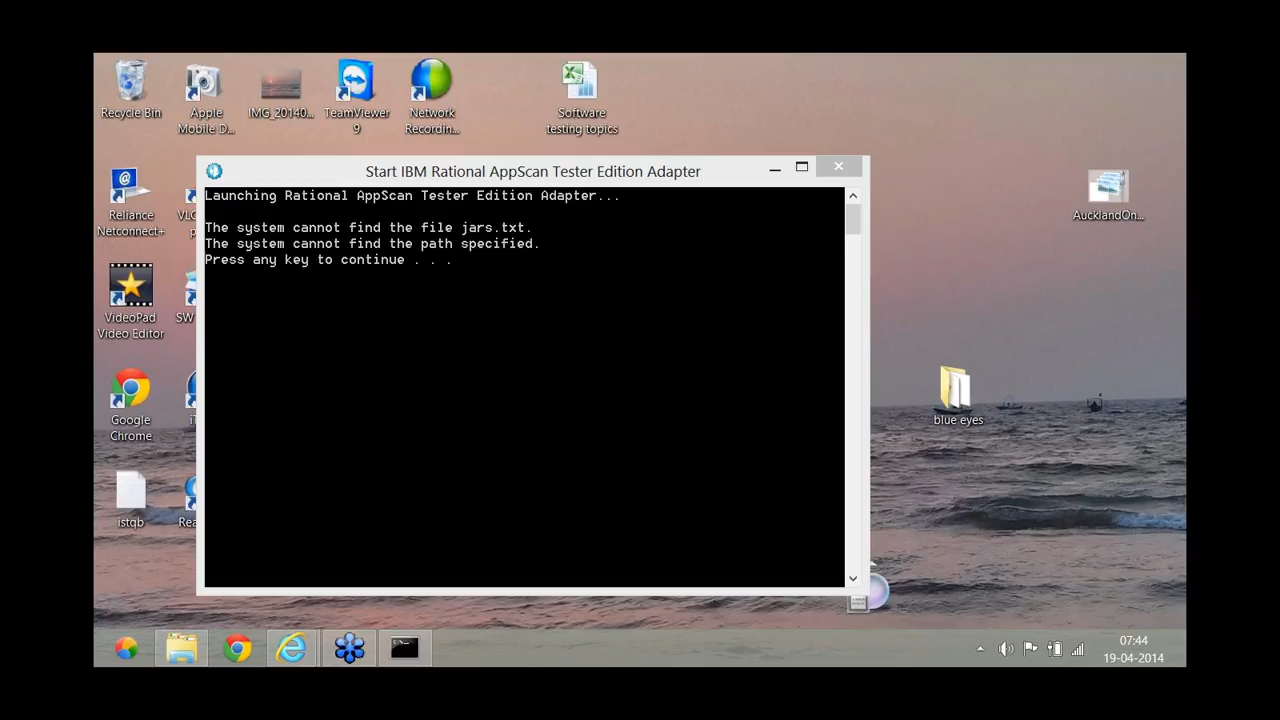 Recycle Bin
Apple
Mobile D...
IMG_20140...
TeamViewer
9
Network
Recordin...
Software
testing topics
Reliance
Netconnect+
VLC
p
Start IBM Rational AppScan Tester Edition Adapter
Launching Rational AppScan Tester Edition Adapter...
The system cannot find the file jars.txt.
The system cannot find the path specified.
Press any key to continue . . .
AucklandOn...
VideoPad
Video Editor
SW
Google
Chrome
blue eyes
istqb
Rea
07:44
19-04-2014